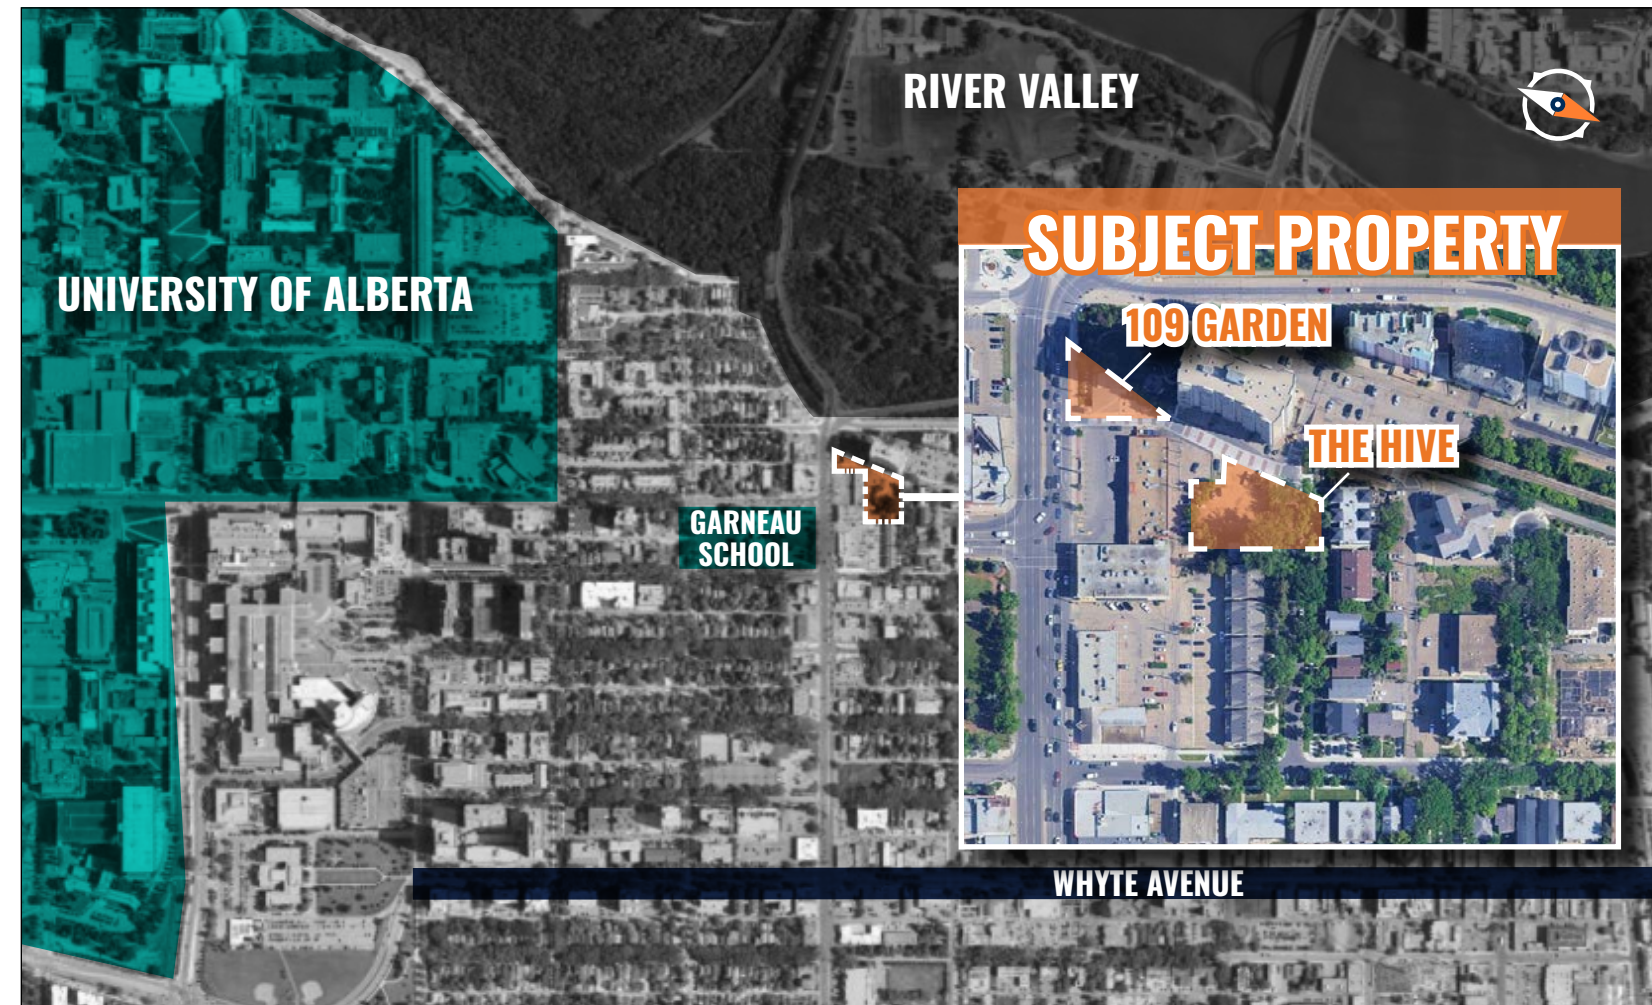 RIVER VALLEY
SUBJECT PROPERTY
UNIVERSITY OF ALBERTA
109 GARDEN
THE HIVE
GARNEAU
SCHOOL
WHYTE AVENUE